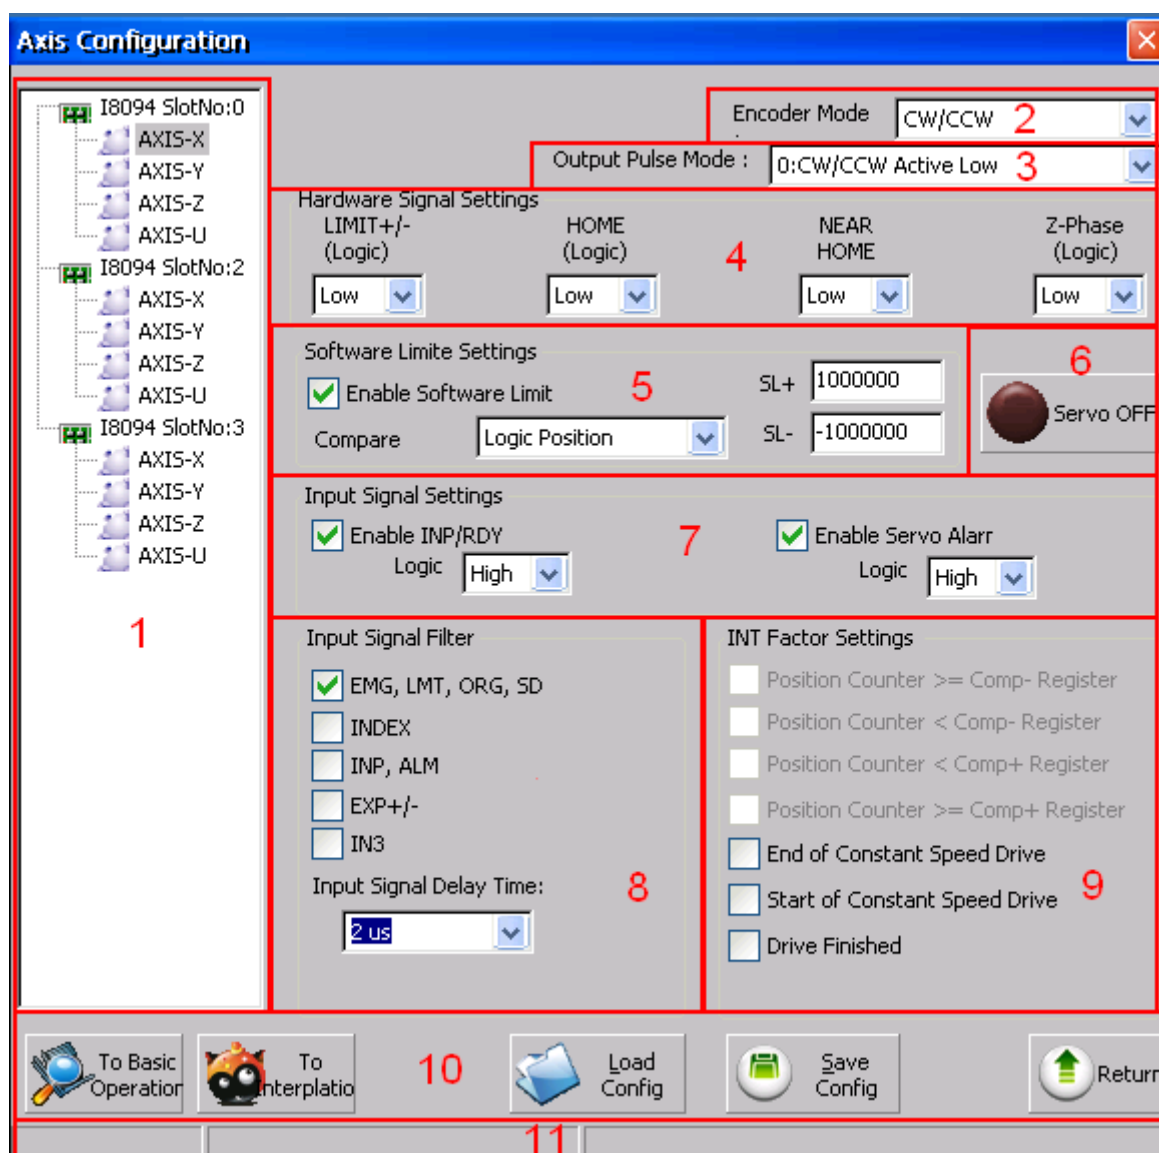 Axis Configuration
I8094 SlotNo:0
AXIS-X
AXIS-Y
AXIS-Z
AXIS-U
I8094 SlotNo:2
AXIS-X
AXIS-Y
AXIS-Z
AXIS-U
I8094 SlotNo:3
AXIS-X
AXIS-Y
AXIS-Z
AXIS-U
1
Encoder Mode CW/CCW 2
Output Pulse Mode : 0:CW/CCW Active Low 3
Hardware Signal Settings
LIMIT+/- HOME NEAR Z-Phase
(Logic) (Logic) 4 HOME (Logic)
Low Low Low Low
Software Limite Settings
Enable Software Limit 5 SL+ 1000000
Compare Logic Position SL- -1000000
6
Servo OFF
Input Signal Settings
Enable INP/RDY 7 Enable Servo Alarr
Logic High Logic High
Input Signal Filter
EMG, LMT, ORG, SD
INDEX
INP, ALM
EXP+/-
IN3
Input Signal Delay Time: 8
2 us
INT Factor Settings
Position Counter >= Comp- Register
Position Counter < Comp- Register
Position Counter < Comp+ Register
Position Counter >= Comp+ Register
End of Constant Speed Drive
Start of Constant Speed Drive 9
Drive Finished
To Basic
Operation
To
Interplatio
10
Load
Config
Save
Config
Return
11